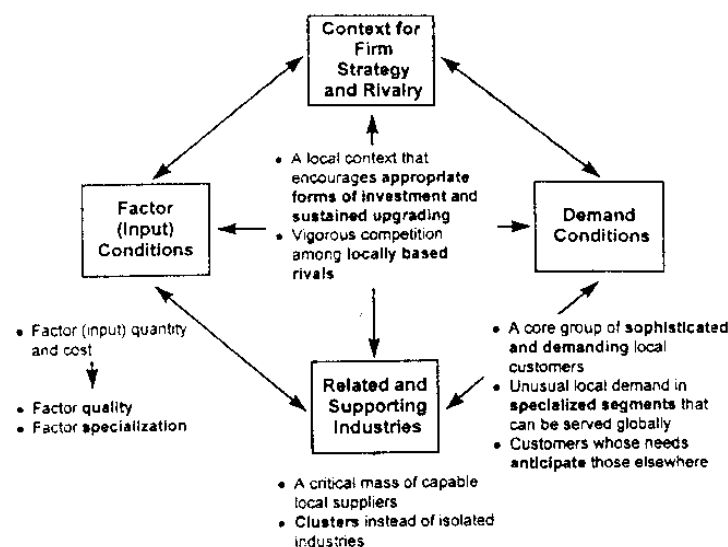 Context for
Firm
Strategy
and Rivalry
• A local context that
encourages appropriate
forms of investment and
sustained upgrading
• Vigorous competition
among locally based
rivals
Factor
(Input)
Conditions
Demand
Conditions
• Factor (input) quantity
and cost
• Factor quality
• Factor specialization
Related and
Supporting
Industries
• A core group of sophisticated
and demanding local
customers
• Unusual local demand in
specialized segments that
can be served globally
• Customers whose needs
anticipate those elsewhere
• A critical mass of capable
local suppliers
• Clusters instead of isolated
industries